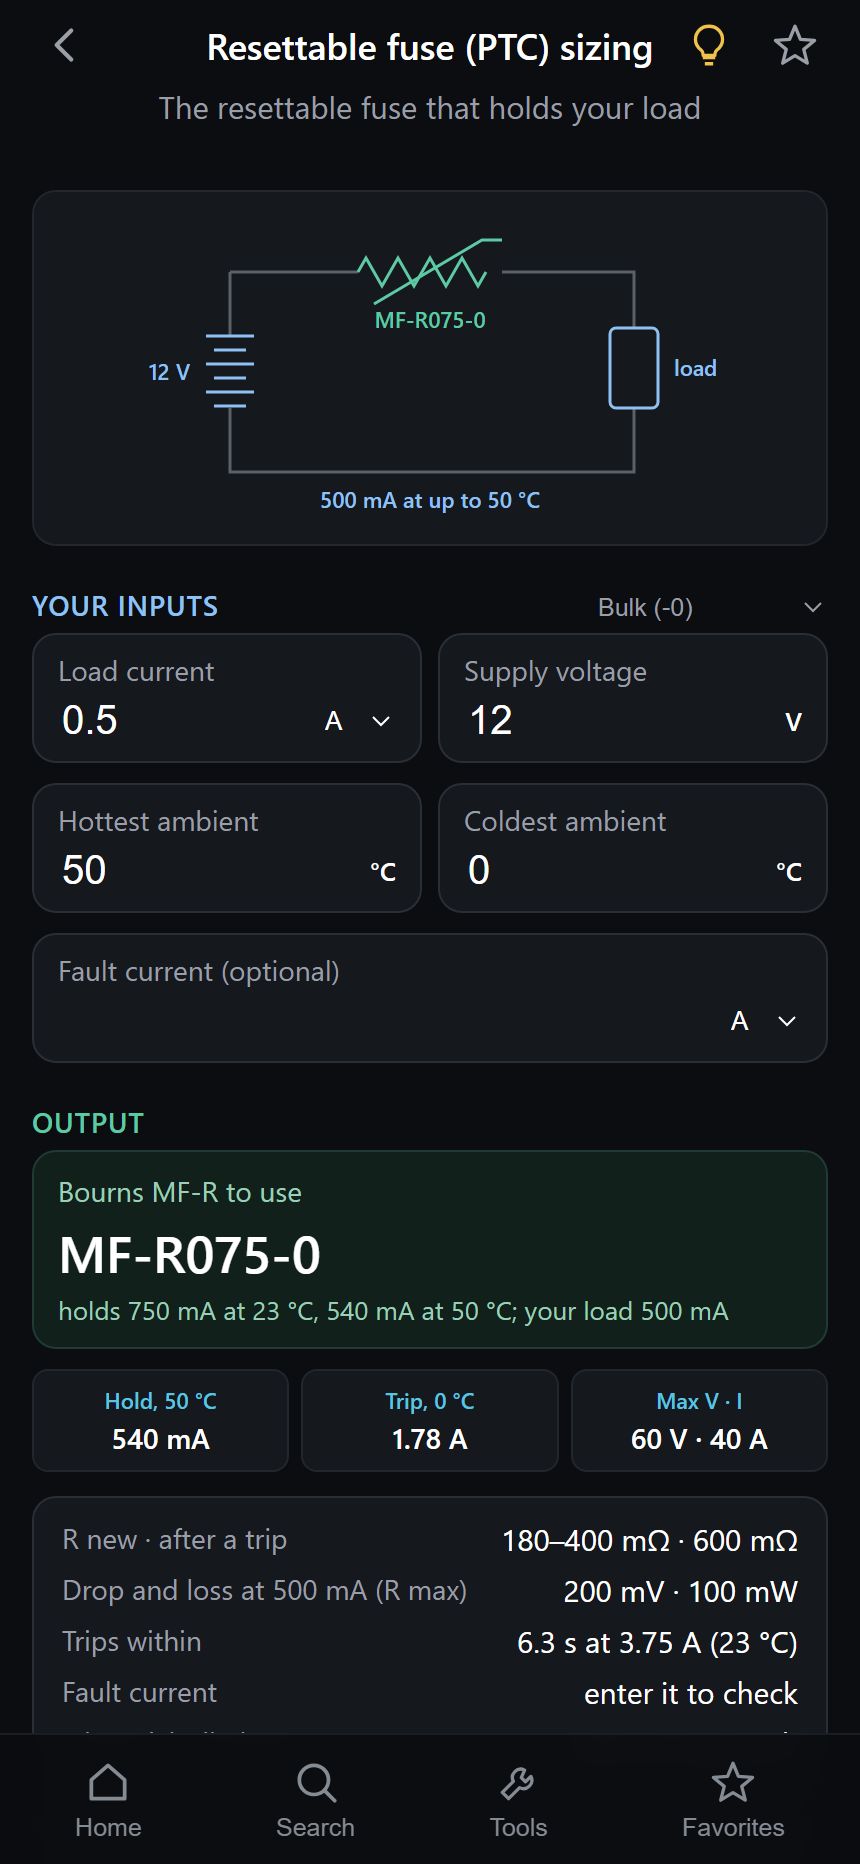 Resettable fuse (PTC) sizing
The resettable fuse that holds your load
MF-R075-0
12 V
load
500 mA at up to 50 °C
YOUR INPUTS
Bulk (-0)
Load current
0.5
A
Supply voltage
12
V
Hottest ambient
50
°C
Coldest ambient
0
°C
Fault current (optional)
A
OUTPUT
Bourns MF-R to use
MF-R075-0
holds 750 mA at 23 °C, 540 mA at 50 °C; your load 500 mA
Hold, 50 °C
540 mA
Trip, 0 °C
1.78 A
Max V · I
60 V · 40 A
R new · after a trip
180–400 mΩ · 600 mΩ
Drop and loss at 500 mA (R max)
200 mV · 100 mW
Trips within
6.3 s at 3.75 A (23 °C)
Fault current
enter it to check
Home
Search
Tools
Favorites